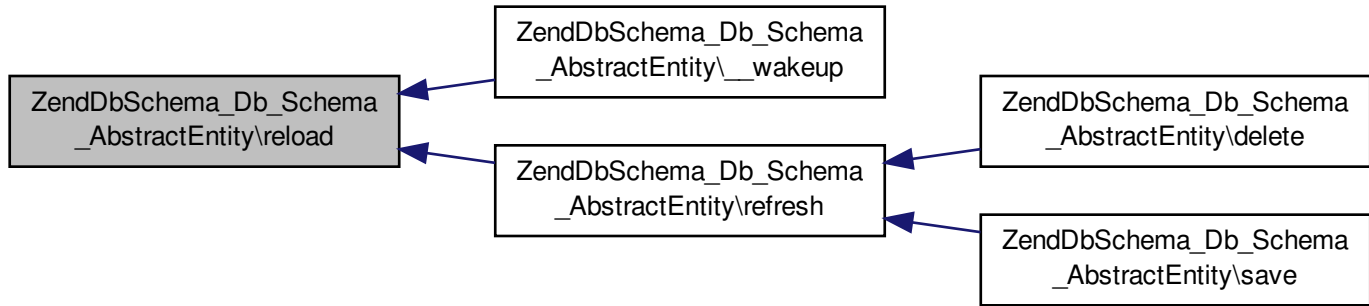 ZendDbSchema_Db_Schema
_AbstractEntity\reload
ZendDbSchema_Db_Schema
_AbstractEntity\__wakeup
ZendDbSchema_Db_Schema
_AbstractEntity\refresh
ZendDbSchema_Db_Schema
_AbstractEntity\delete
ZendDbSchema_Db_Schema
_AbstractEntity\save